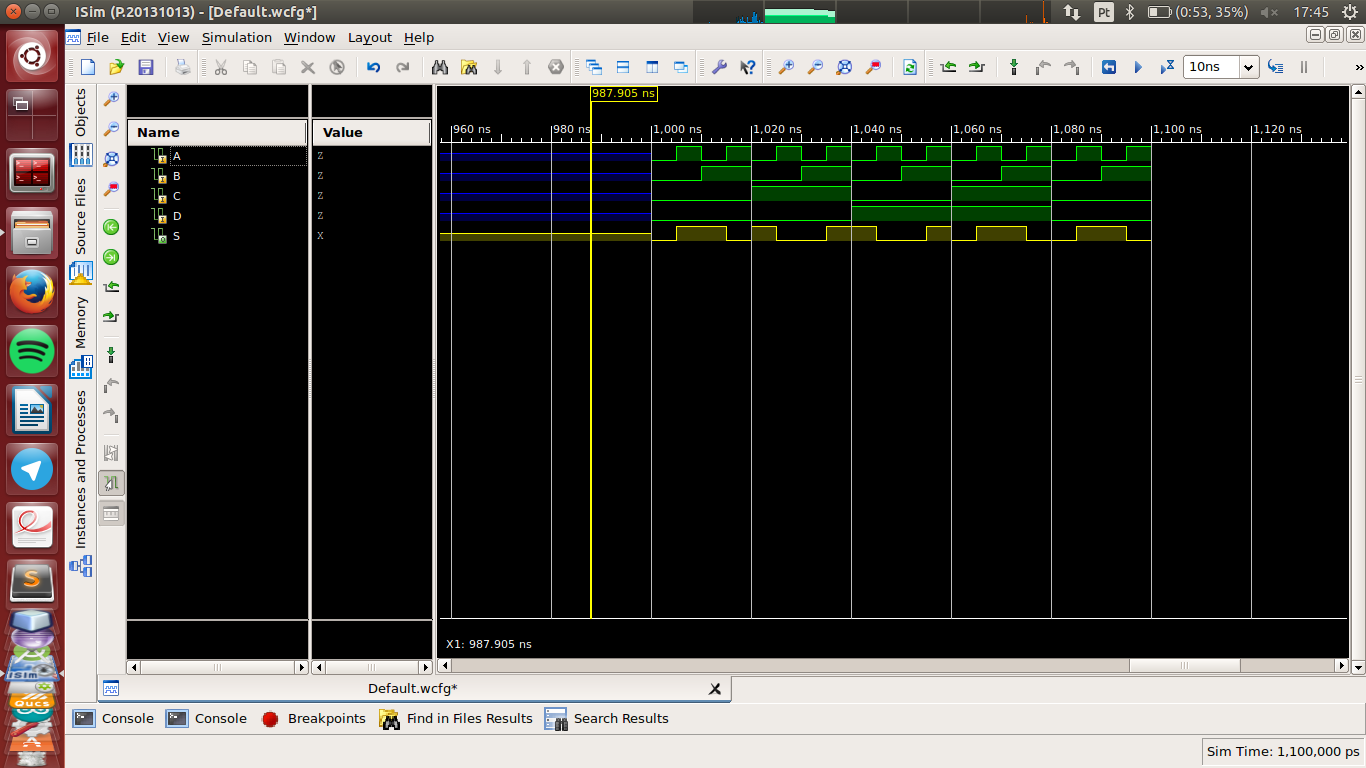 ISim (P.20131013) - [Default.wcfg*]
Pt
(0:53, 35%)
17:45
File Edit View Simulation Window Layout Help
10ns
»
Objects
Source Files
Memory
Instances and Processes
Name
Value
A Z
B Z
C Z
D Z
S X
987.905 ns
960 ns 980 ns 1,000 ns 1,020 ns 1,040 ns 1,060 ns 1,080 ns 1,100 ns 1,120 ns
X1: 987.905 ns
Default.wcfg*
Console Console Breakpoints Find in Files Results Search Results
Sim Time: 1,100,000 ps
S
iSim
Qucs